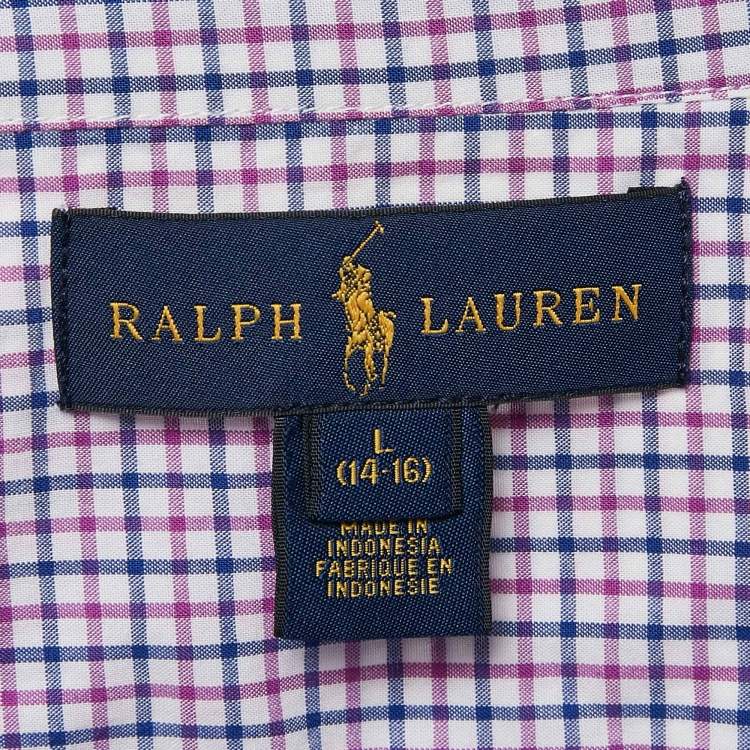 RALPH LAUREN
L
(14-16)
MADE IN
INDONESIA
FABRIQUE EN
INDONESIE